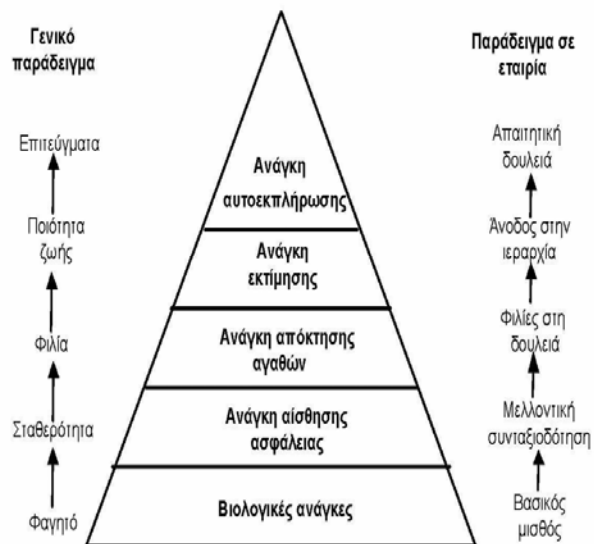 Γενικό
παράδειγμα
Επιτεύγματα
Ποιότητα
ζωής
Φιλία
Σταθερότητα
Φαγητό
Ανάγκη
αυτοεκπλήρωσης
Ανάγκη
εκτίμησης
Ανάγκη απόκτησης
αγαθών
Ανάγκη αίσθησης
ασφάλειας
Βιολογικές ανάγκες
Παράδειγμα σε
εταιρία
Απαιτητική
δουλειά
Άνοδος στην
ιεραρχία
Φιλίες στη
δουλειά
Μελλοντική
συνταξιοδότηση
Βασικός
μισθός